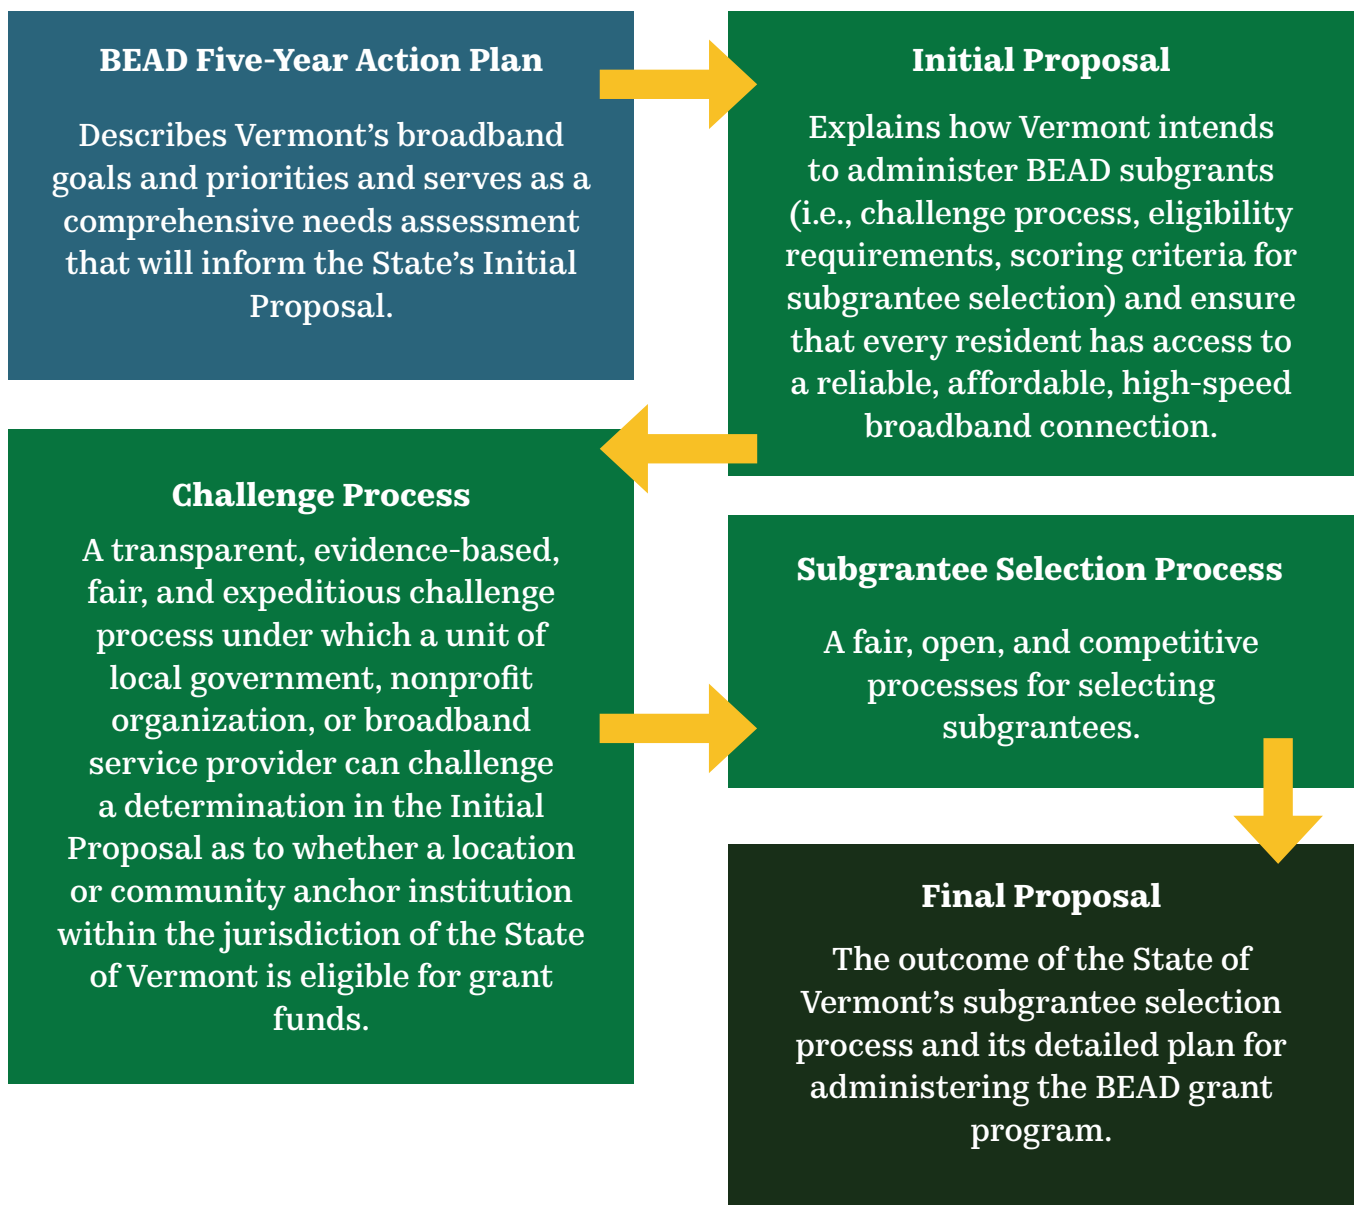 BEAD Five-Year Action Plan
Describes Vermont’s broadband
goals and priorities and serves as a
comprehensive needs assessment
that will inform the State’s Initial
Proposal.
Initial Proposal
Explains how Vermont intends
to administer BEAD subgrants
(i.e., challenge process, eligibility
requirements, scoring criteria for
subgrantee selection) and ensure
that every resident has access to
a reliable, affordable, high-speed
broadband connection.
Challenge Process
A transparent, evidence-based,
fair, and expeditious challenge
process under which a unit of
local government, nonprofit
organization, or broadband
service provider can challenge
a determination in the Initial
Proposal as to whether a location
or community anchor institution
within the jurisdiction of the State
of Vermont is eligible for grant
funds.
Subgrantee Selection Process
A fair, open, and competitive
processes for selecting
subgrantees.
Final Proposal
The outcome of the State of
Vermont’s subgrantee selection
process and its detailed plan for
administering the BEAD grant
program.